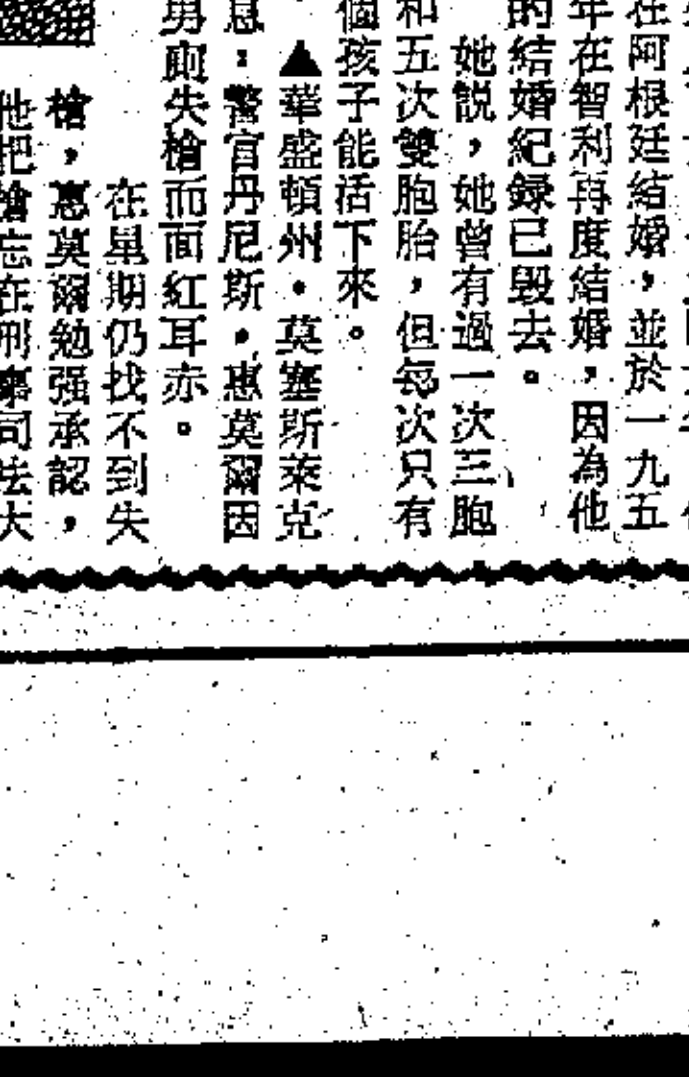 在阿根廷結婚，並於一九五
年在智利再度結婚，因為他
的結婚紀録已毀去。
她説，她曾有過一次三胞
和五次雙胞胎，但每次只有
個孩子能活下來。
▲華盛頓州·莫塞斯萊克
息：警官丹尼斯·惠莫爾因
男廁失槍而面紅耳赤。
在星期仍找不到失
槍，惠莫爾勉强承認，
他把槍忘在刑事司法大